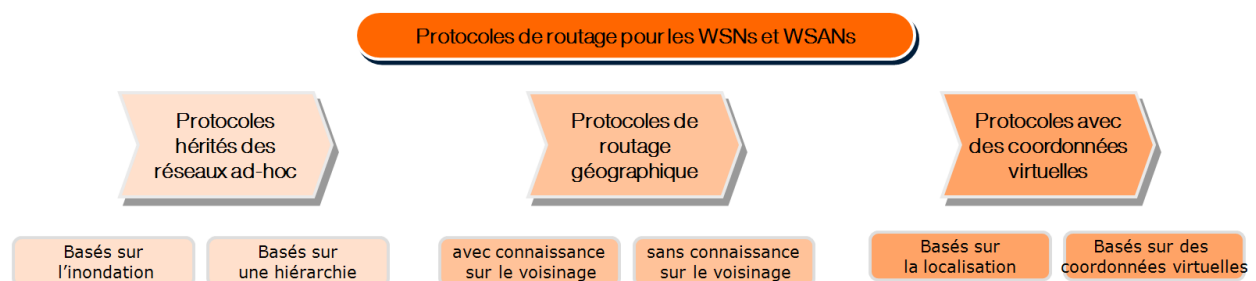 Protocoles de routage pour les WSNs et WSANs
Protocoles
hérités des
réseaux ad-hoc
Protocoles de
routage
géographique
Protocoles avec
des coordonnées
virtuelles
Basés sur
l'inondation
Basés sur
une hiérarchie
avec connaissance
sur le voisinage
sans connaissance
sur le voisinage
Basés sur
la localisation
Basés sur des
coordonnées virtuelles